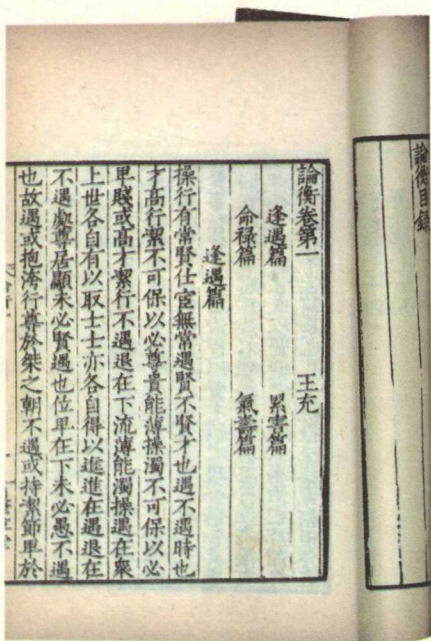 論衡目録
論衡卷第一 王充
逢遇篇 累害篇
命祿篇 氣壽篇
逢遇篇
操行有常賢仕宦無常遇賢不賢才也遇不遇時也
才高行潔不可保以必尊貴能薄操濁不可保以必
卑賤或高才潔行不遇退在下流薄能濁操遇在衆
上世各自有以取士士亦各自得以進進在遇退在
不遇處尊居顯未必賢遇也位卑在下未必愚不遇
也故遇或抱洿行尊於桀之朝不遇或持潔節卑於